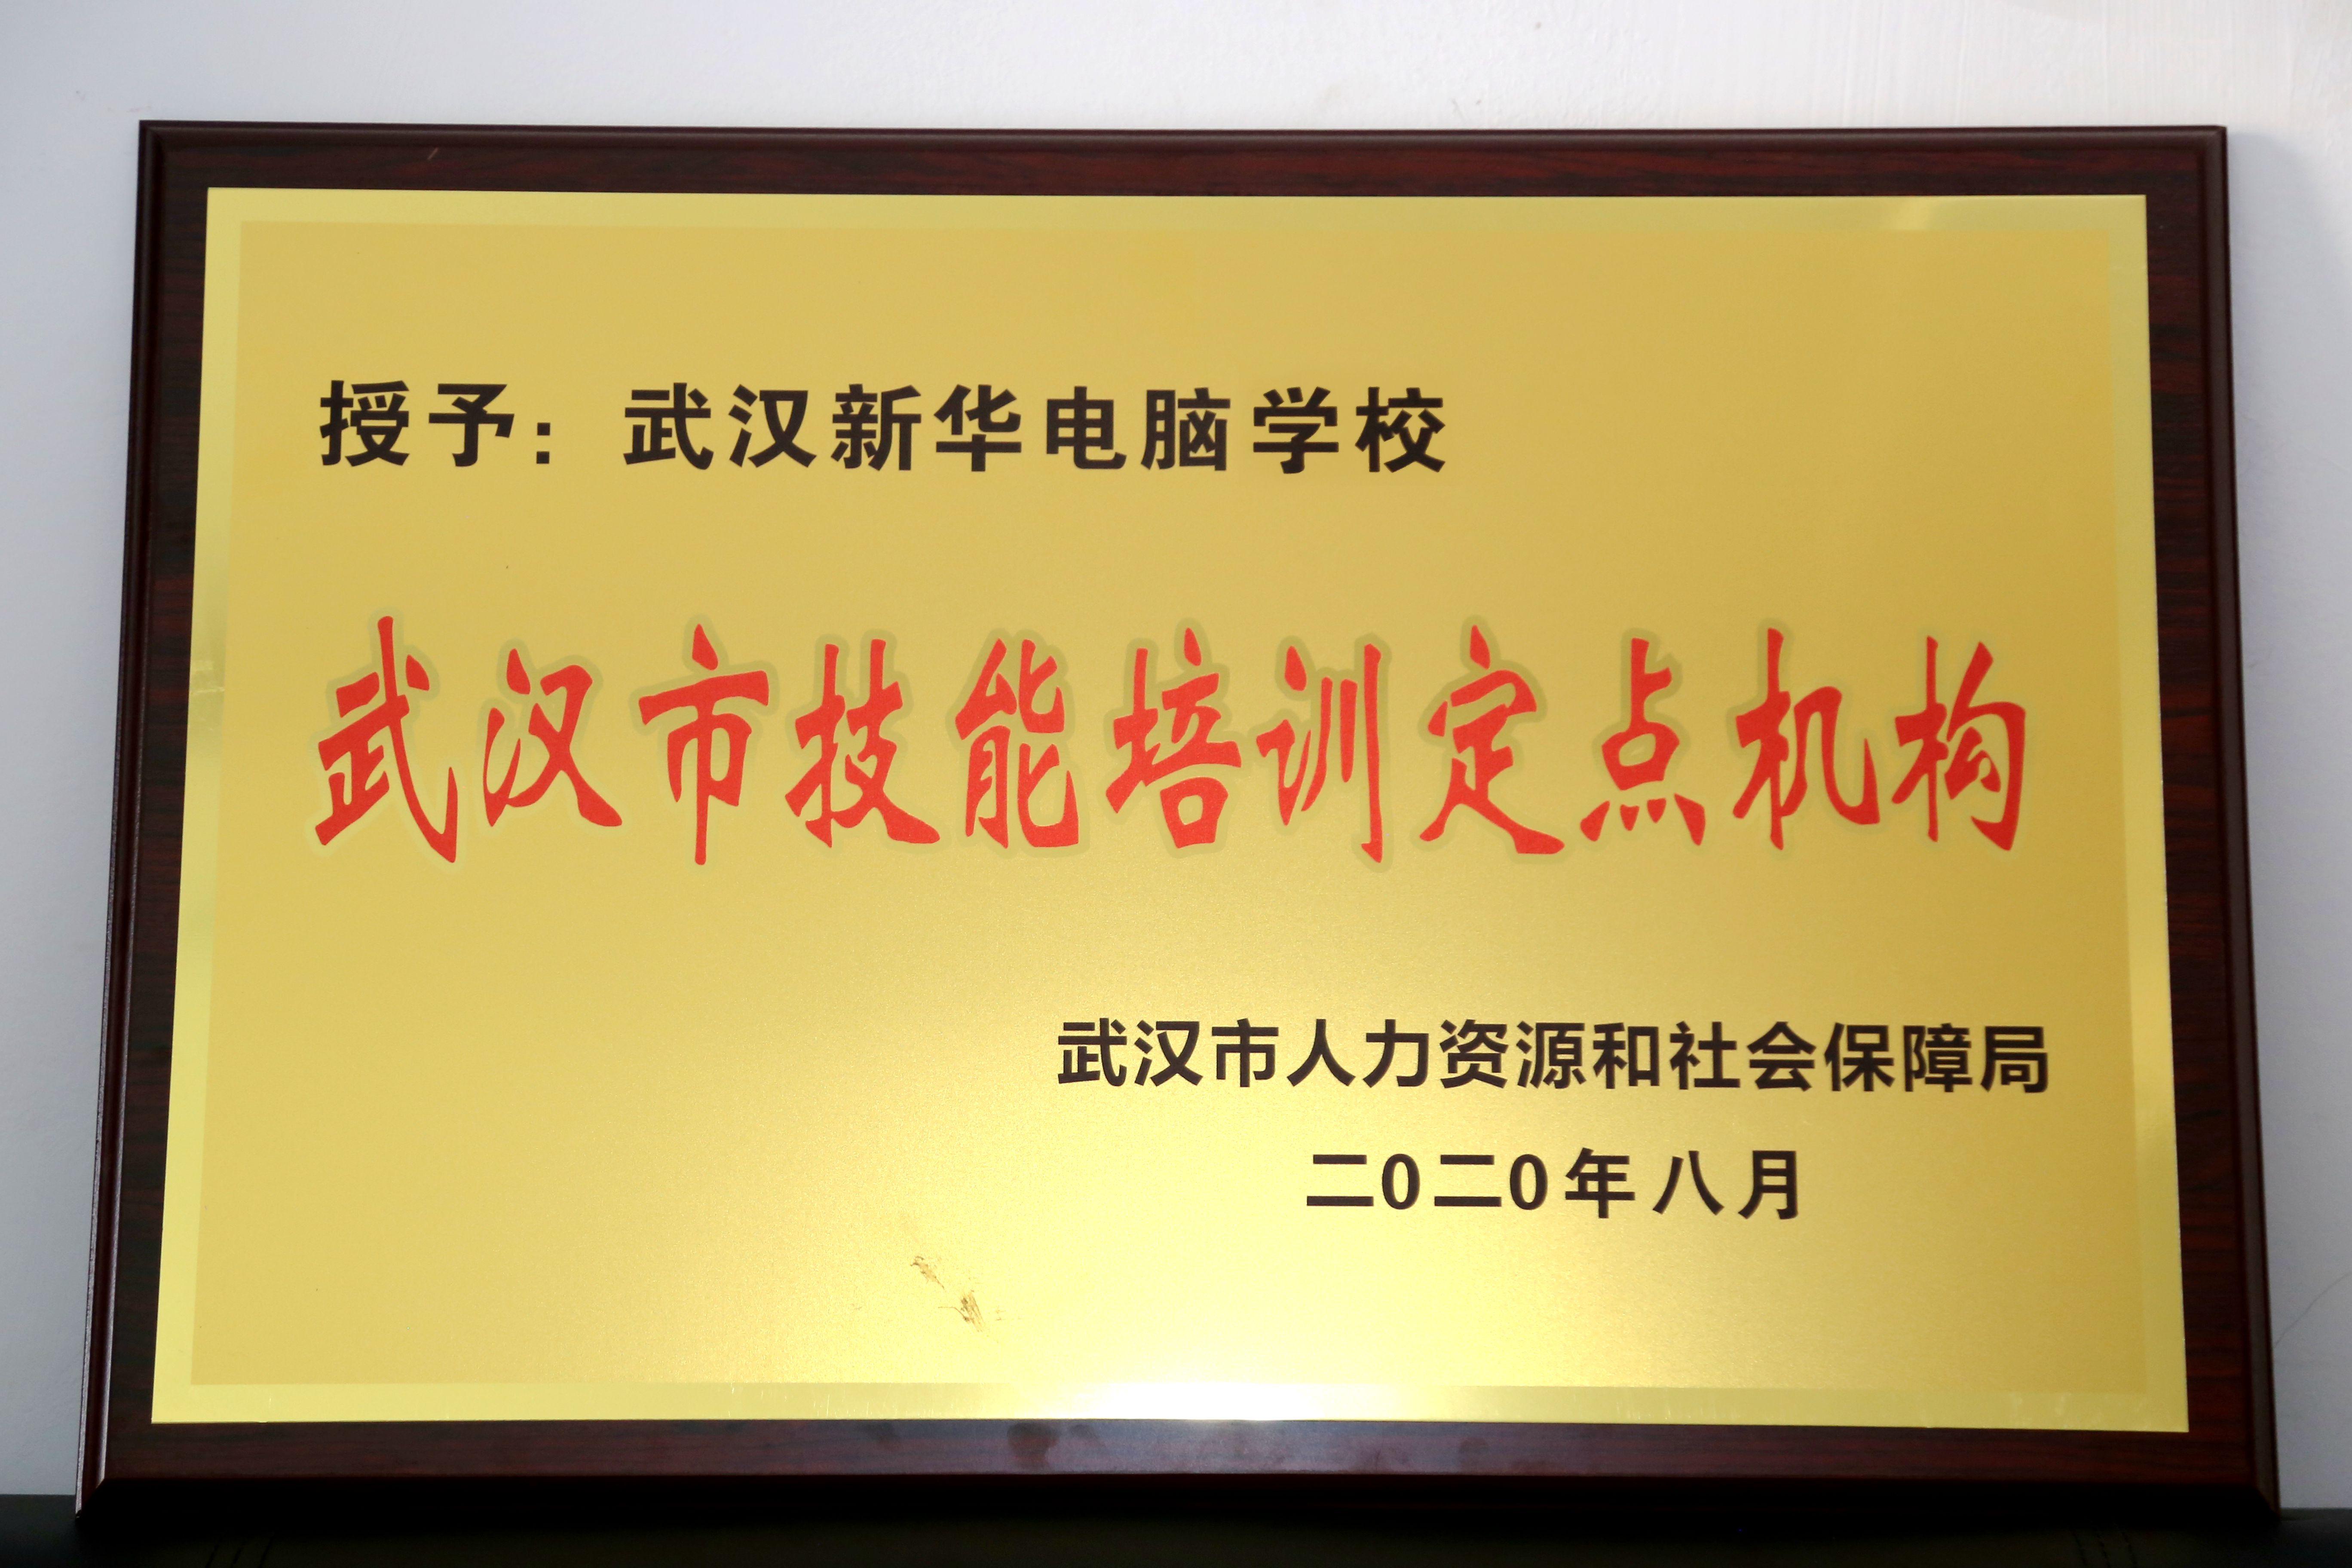 授予：武汉新华电脑学校
武汉市技能培训定点机构
武汉市人力资源和社会保障局
二0二0年八月